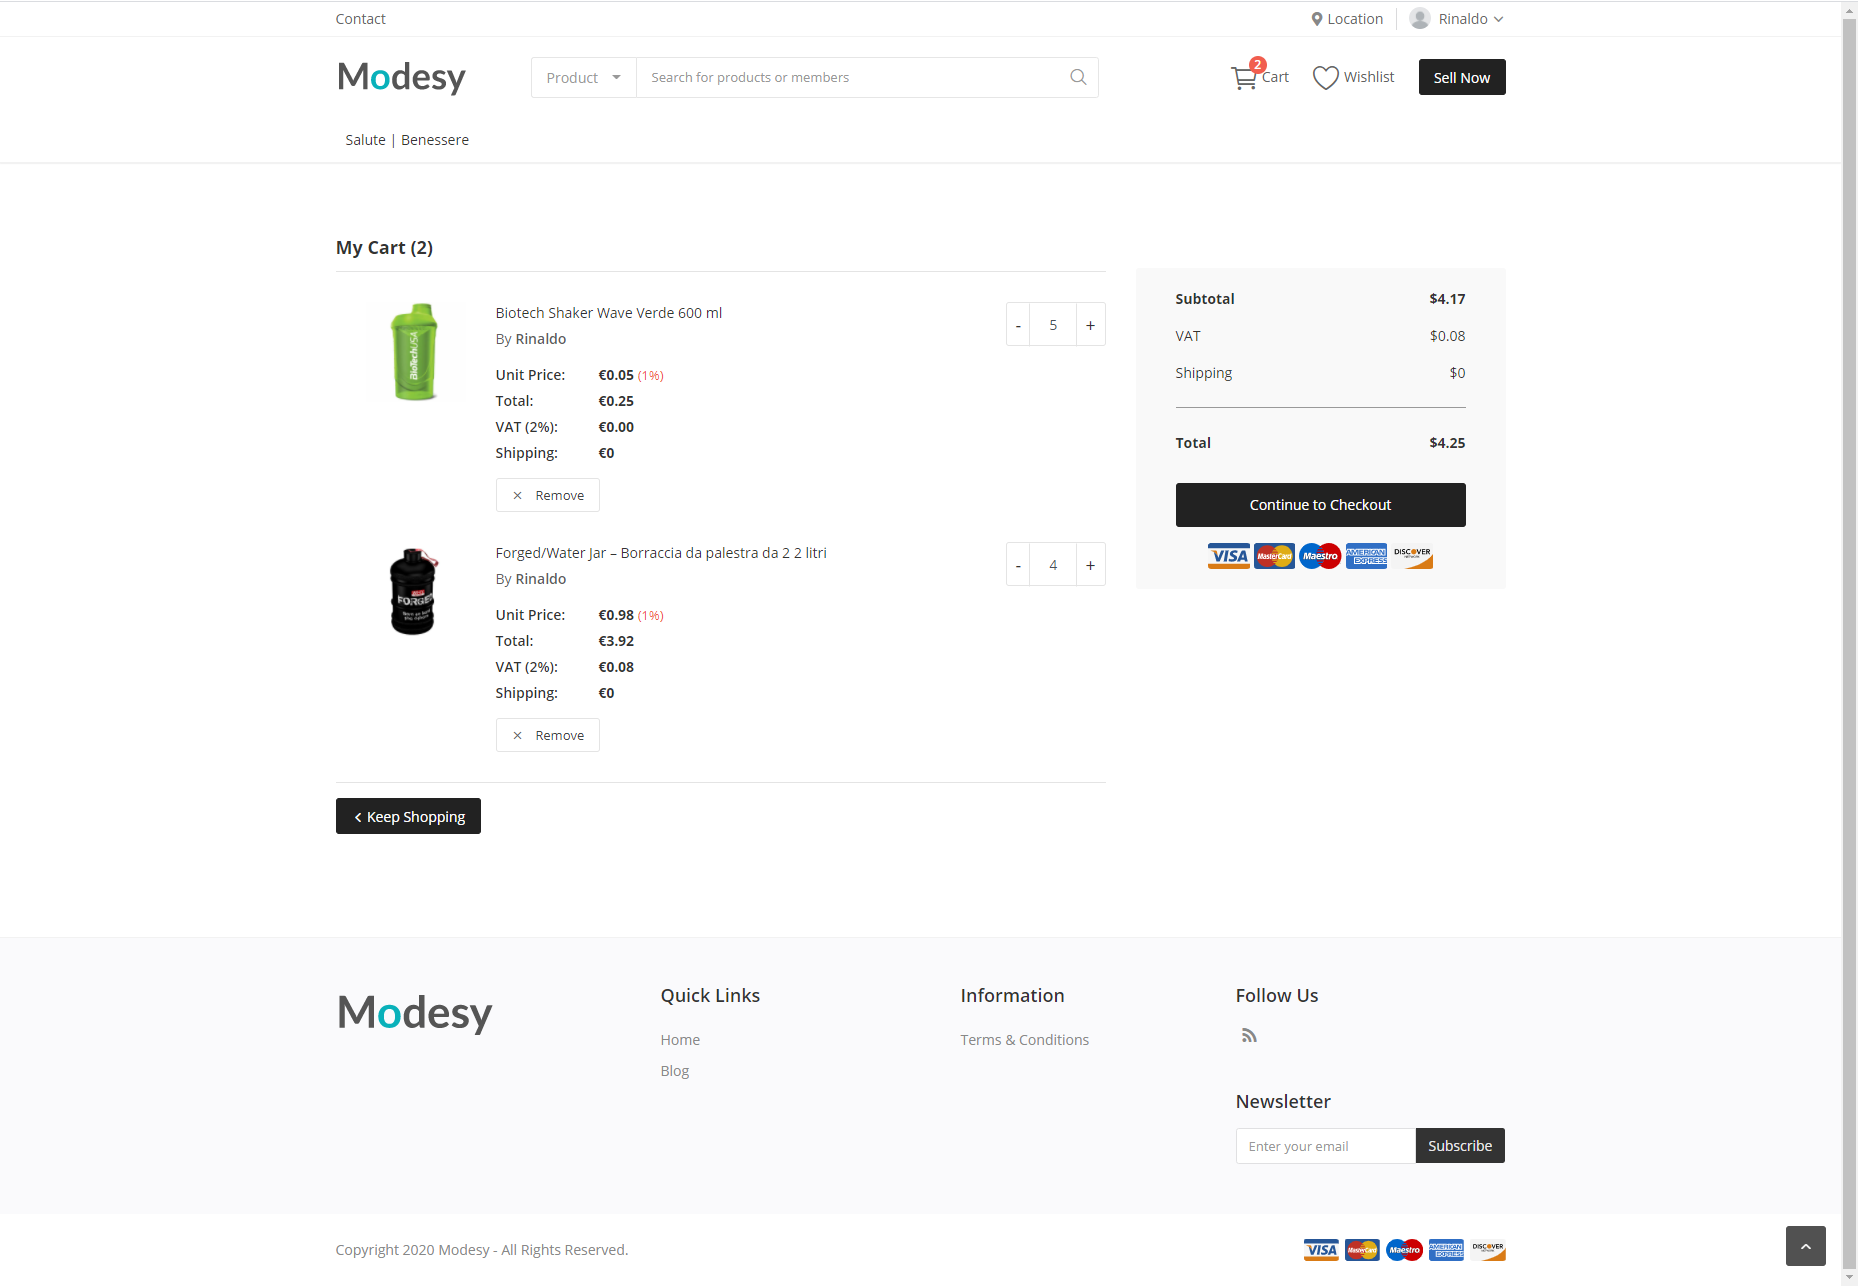 Contact
Location
Rinaldo
Modesy
Product
Search for products or members
2
Cart
Wishlist
Sell Now
Salute | Benessere
My Cart (2)
BioTechUSA
Biotech Shaker Wave Verde 600 ml
By Rinaldo
Unit Price: €0.05 (1%)
Total: €0.25
VAT (2%): €0.00
Shipping: €0
× Remove
- 5 +
FORGED
Forged/Water Jar – Borraccia da palestra da 2 2 litri
By Rinaldo
Unit Price: €0.98 (1%)
Total: €3.92
VAT (2%): €0.08
Shipping: €0
× Remove
- 4 +
Keep Shopping
Subtotal $4.17
VAT $0.08
Shipping $0
Total $4.25
Continue to Checkout
VISA MasterCard Maestro AMERICAN EXPRESS DISCOVER
Modesy
Quick Links
Home
Blog
Information
Terms & Conditions
Follow Us
Newsletter
Enter your email
Subscribe
Copyright 2020 Modesy - All Rights Reserved.
VISA MasterCard Maestro AMERICAN EXPRESS DISCOVER